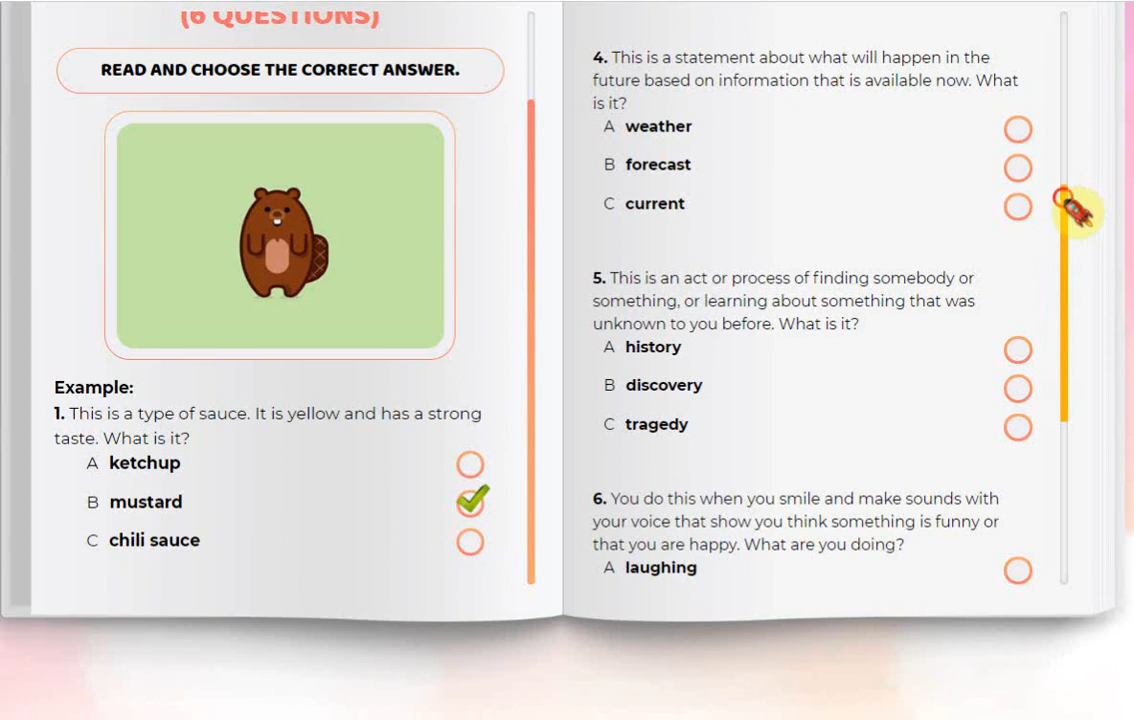 (6 QUESTIONS)
READ AND CHOOSE THE CORRECT ANSWER.
Example:
1. This is a type of sauce. It is yellow and has a strong
taste. What is it?
A ketchup
B mustard
C chili sauce
4. This is a statement about what will happen in the
future based on information that is available now. What
is it?
A weather
B forecast
C current
5. This is an act or process of finding somebody or
something, or learning about something that was
unknown to you before. What is it?
A history
B discovery
C tragedy
6. You do this when you smile and make sounds with
your voice that show you think something is funny or
that you are happy. What are you doing?
A laughing